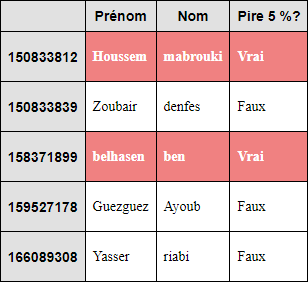 Prénom Nom Pire 5 %?
150833812 Houssem mabrouki Vrai
150833839 Zoubair denfes Faux
158371899 belhasen ben Vrai
159527178 Guezguez Ayoub Faux
166089308 Yasser riabi Faux